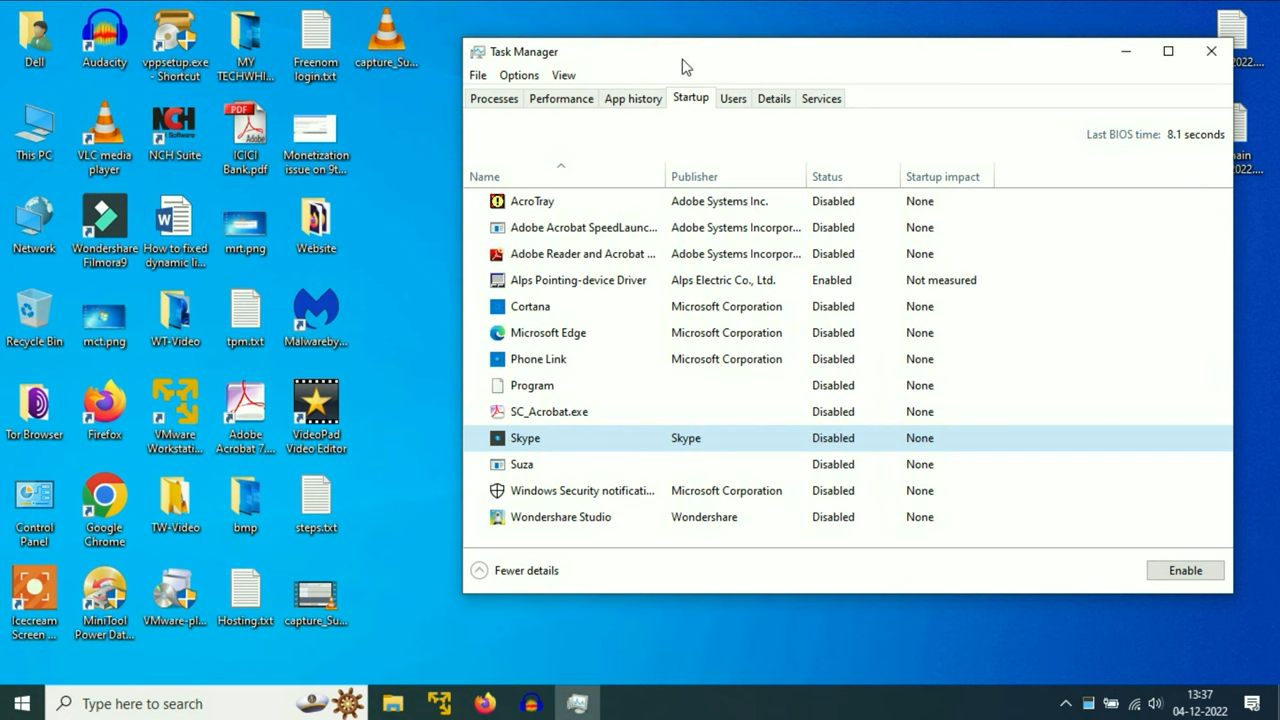 Dell
Audacity
vppsetup.exe
- Shortcut
MY
TECHWHI...
Freenom
login.txt
capture_Su...
This PC
VLC media
player
NCH Suite
ICICI
Bank.pdf
Monetization
issue on 9t...
Network
Wondershare
Filmora9
How to fixed
dynamic li...
mrt.png
Website
Recycle Bin
mct.png
WT-Video
tpm.txt
Malwareby...
Tor Browser
Firefox
VMware
Workstati...
Adobe
Acrobat 7....
VideoPad
Video Editor
Control
Panel
Google
Chrome
TW-Video
bmp
steps.txt
Icecream
Screen ...
MiniTool
Power Dat...
VMware-pl...
Hosting.txt
capture_Su...
2022....
2022....
Task Manager
File Options View
Processes Performance App history Startup Users Details Services
Last BIOS time: 8.1 seconds
Name Publisher Status Startup impact
AcroTray Adobe Systems Inc. Disabled None
Adobe Acrobat SpeedLaunc... Adobe Systems Incorpor... Disabled None
Adobe Reader and Acrobat ... Adobe Systems Incorpor... Disabled None
Alps Pointing-device Driver Alps Electric Co., Ltd. Enabled Not measured
Cortana Microsoft Corporation Disabled None
Microsoft Edge Microsoft Corporation Disabled None
Phone Link Microsoft Corporation Disabled None
Program Disabled None
SC_Acrobat.exe Disabled None
Skype Skype Disabled None
Suza Disabled None
Windows Security notificati... Microsoft Corporation Disabled None
Wondershare Studio Wondershare Disabled None
Fewer details
Enable
Type here to search
13:37
04-12-2022